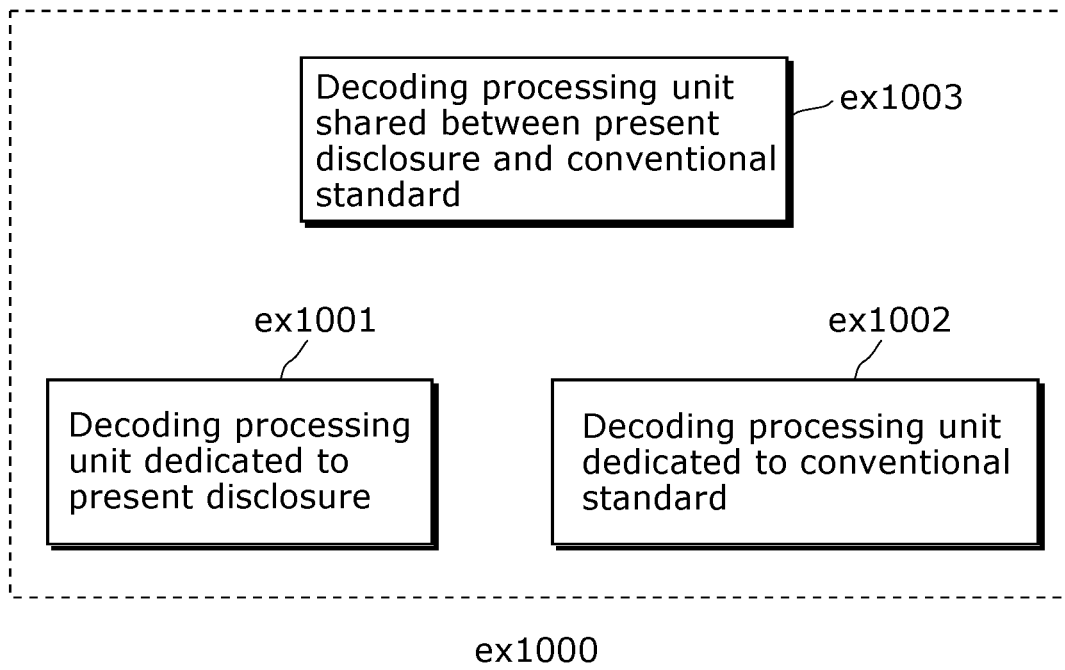 Decoding processing unit
shared between present
disclosure and conventional
standard
ex1003
ex1001
ex1002
Decoding processing
unit dedicated to
present disclosure
Decoding processing unit
dedicated to conventional
standard
ex1000